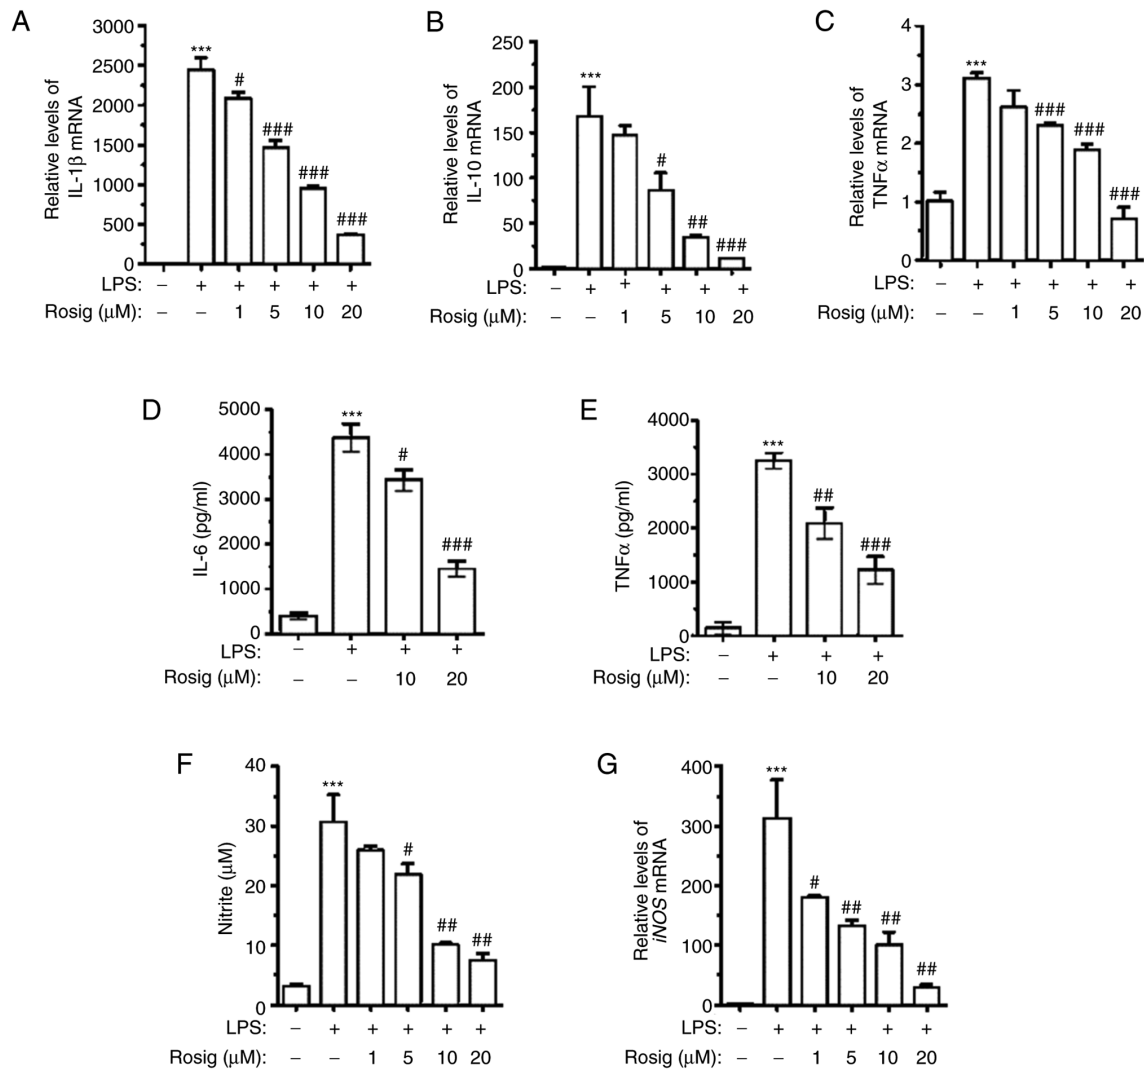 A
Relative levels of
IL-1β mRNA
3000
2500
2000
1500
1000
500
0
***
#
###
###
###
LPS: – + + + + +
Rosig (μM): – – 1 5 10 20
B
Relative levels of
IL-10 mRNA
250
200
150
100
50
0
***
#
##
###
LPS: – + + + + +
Rosig (μM): – – 1 5 10 20
C
Relative levels of
TNFα mRNA
4
3
2
1
0
***
###
###
###
LPS: – + + + + +
Rosig (μM): – – 1 5 10 20
D
IL-6 (pg/ml)
5000
4000
3000
2000
1000
0
***
#
###
LPS: – + + +
Rosig (μM): – – 10 20
E
TNFα (pg/ml)
4000
3000
2000
1000
0
***
##
###
LPS: – + + +
Rosig (μM): – – 10 20
F
Nitrite (μM)
40
30
20
10
0
***
#
##
##
LPS: – + + + + +
Rosig (μM): – – 1 5 10 20
G
Relative levels of
iNOS mRNA
400
300
200
100
0
***
#
##
##
##
LPS: – + + + + +
Rosig (μM): – – 1 5 10 20